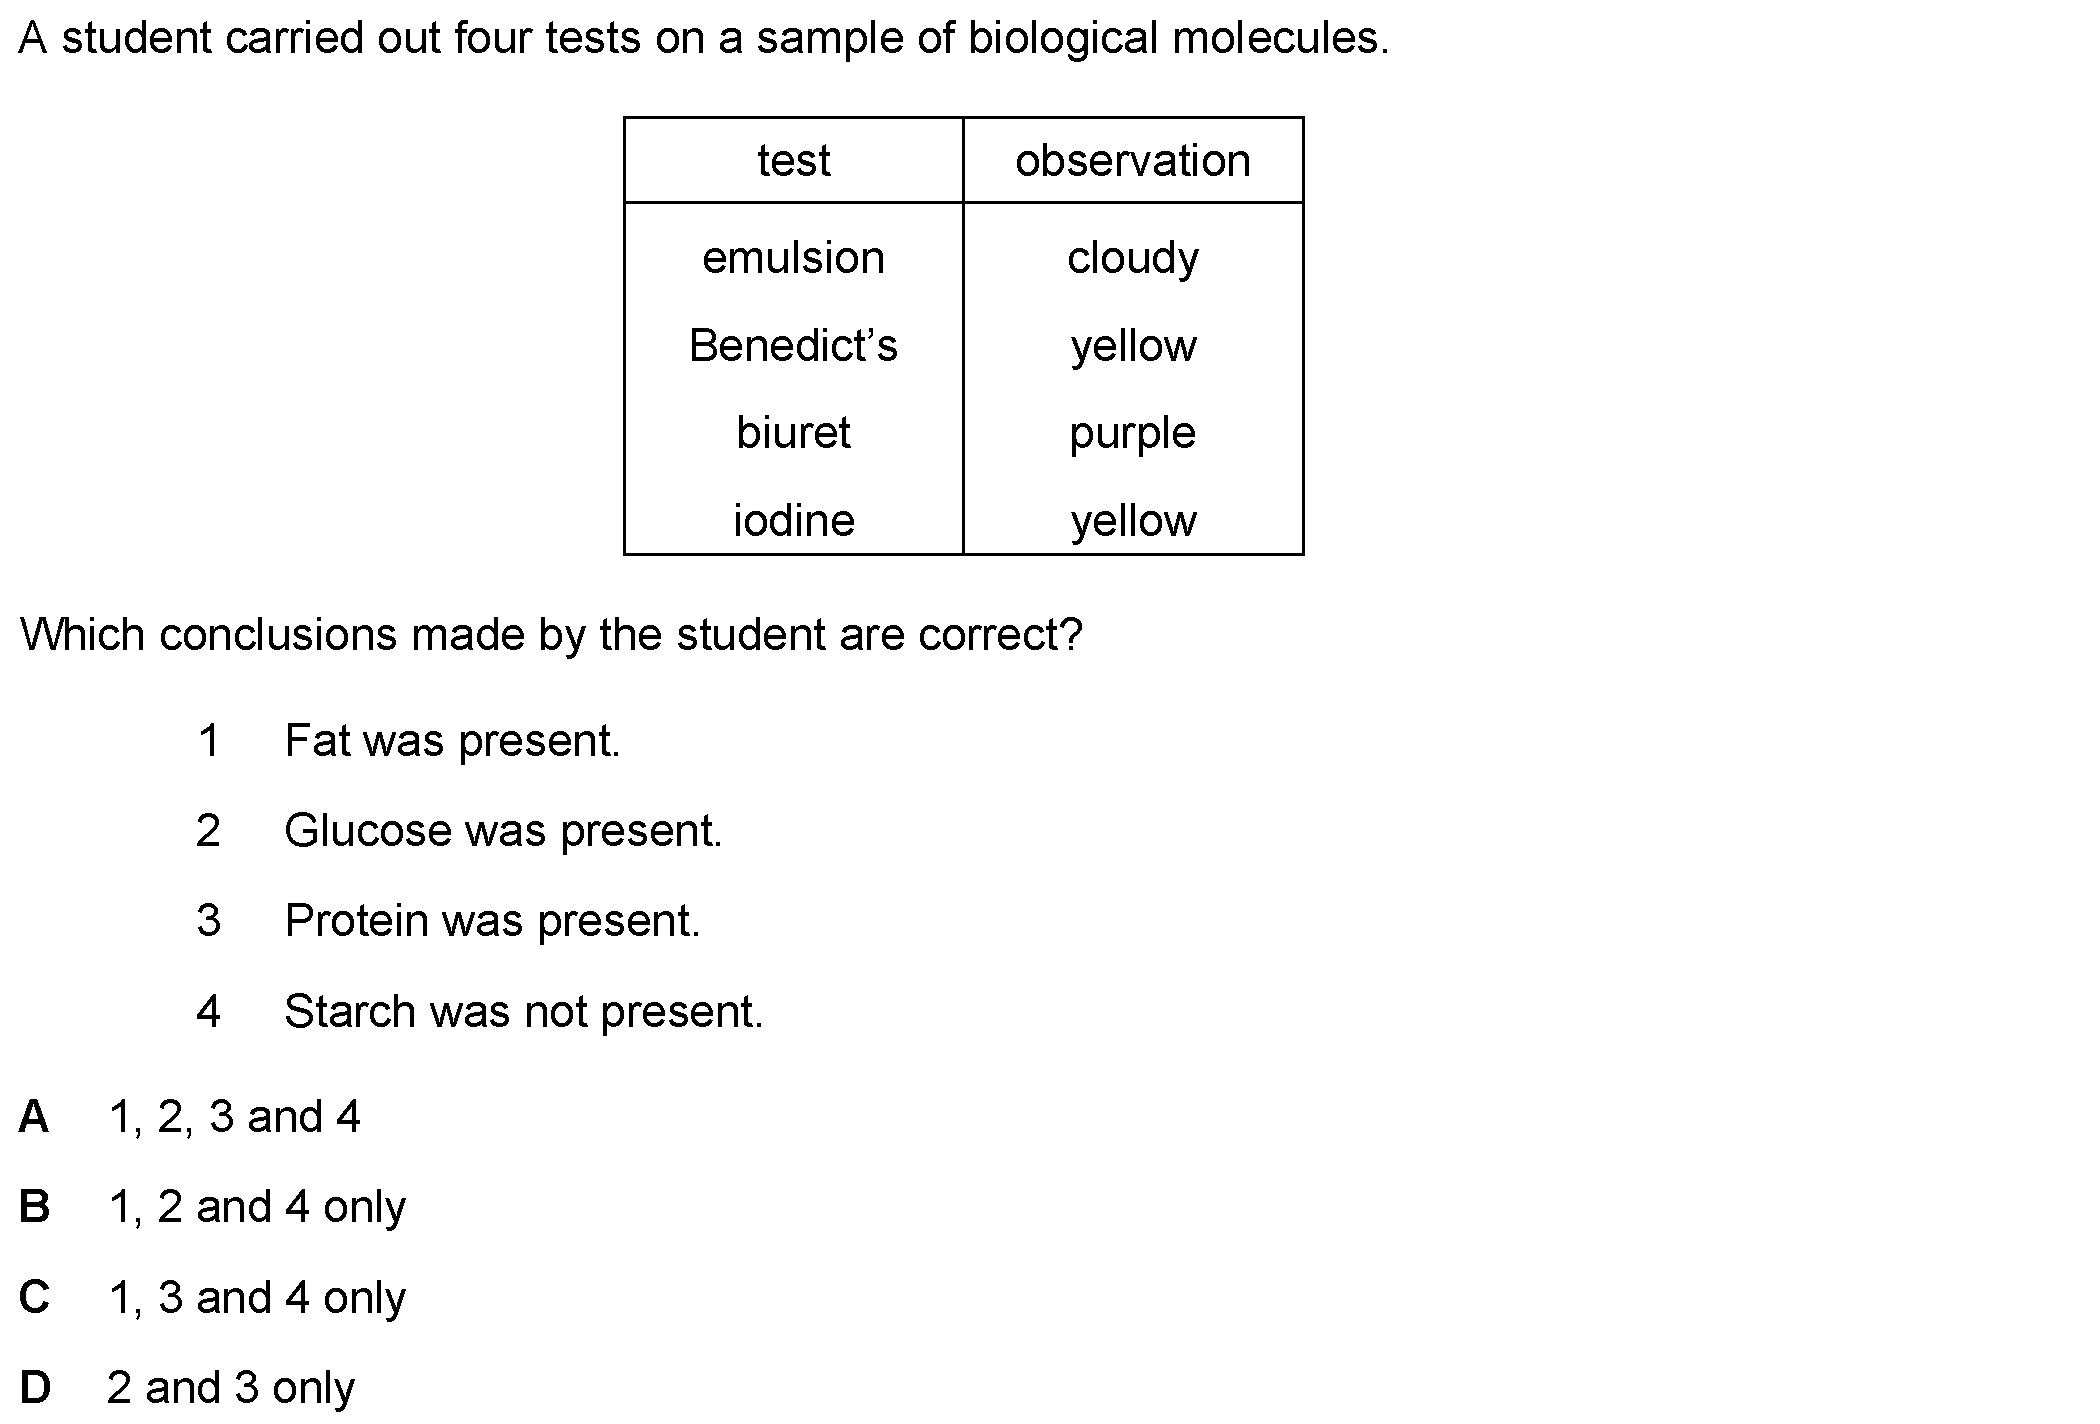 A student carried out four tests on a sample of biological molecules.
test observation
emulsion cloudy
Benedict’s yellow
biuret purple
iodine yellow
Which conclusions made by the student are correct?
1 Fat was present.
2 Glucose was present.
3 Protein was present.
4 Starch was not present.
A 1, 2, 3 and 4
B 1, 2 and 4 only
C 1, 3 and 4 only
D 2 and 3 only